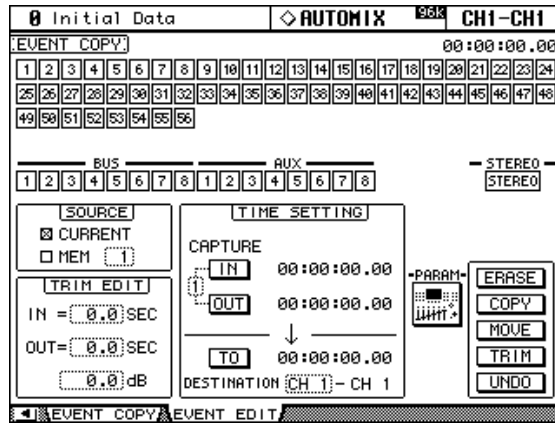 0 Initial Data ◇AUTOMIX 96K CH1-CH1
EVENT COPY 00:00:00.00
1 2 3 4 5 6 7 8 9 10 11 12 13 14 15 16 17 18 19 20 21 22 23 24
25 26 27 28 29 30 31 32 33 34 35 36 37 38 39 40 41 42 43 44 45 46 47 48
49 50 51 52 53 54 55 56
BUS AUX STEREO
1 2 3 4 5 6 7 8 1 2 3 4 5 6 7 8 STEREO
SOURCE
CURRENT
MEM 1
TRIM EDIT
IN = 0.0 SEC
OUT= 0.0 SEC
0.0 dB
TIME SETTING
CAPTURE
1
IN 00:00:00.00
OUT 00:00:00.00
↓
TO 00:00:00.00
DESTINATION CH 1 - CH 1
-PARAM-
ERASE
COPY
MOVE
TRIM
UNDO
EVENT COPY EVENT EDIT